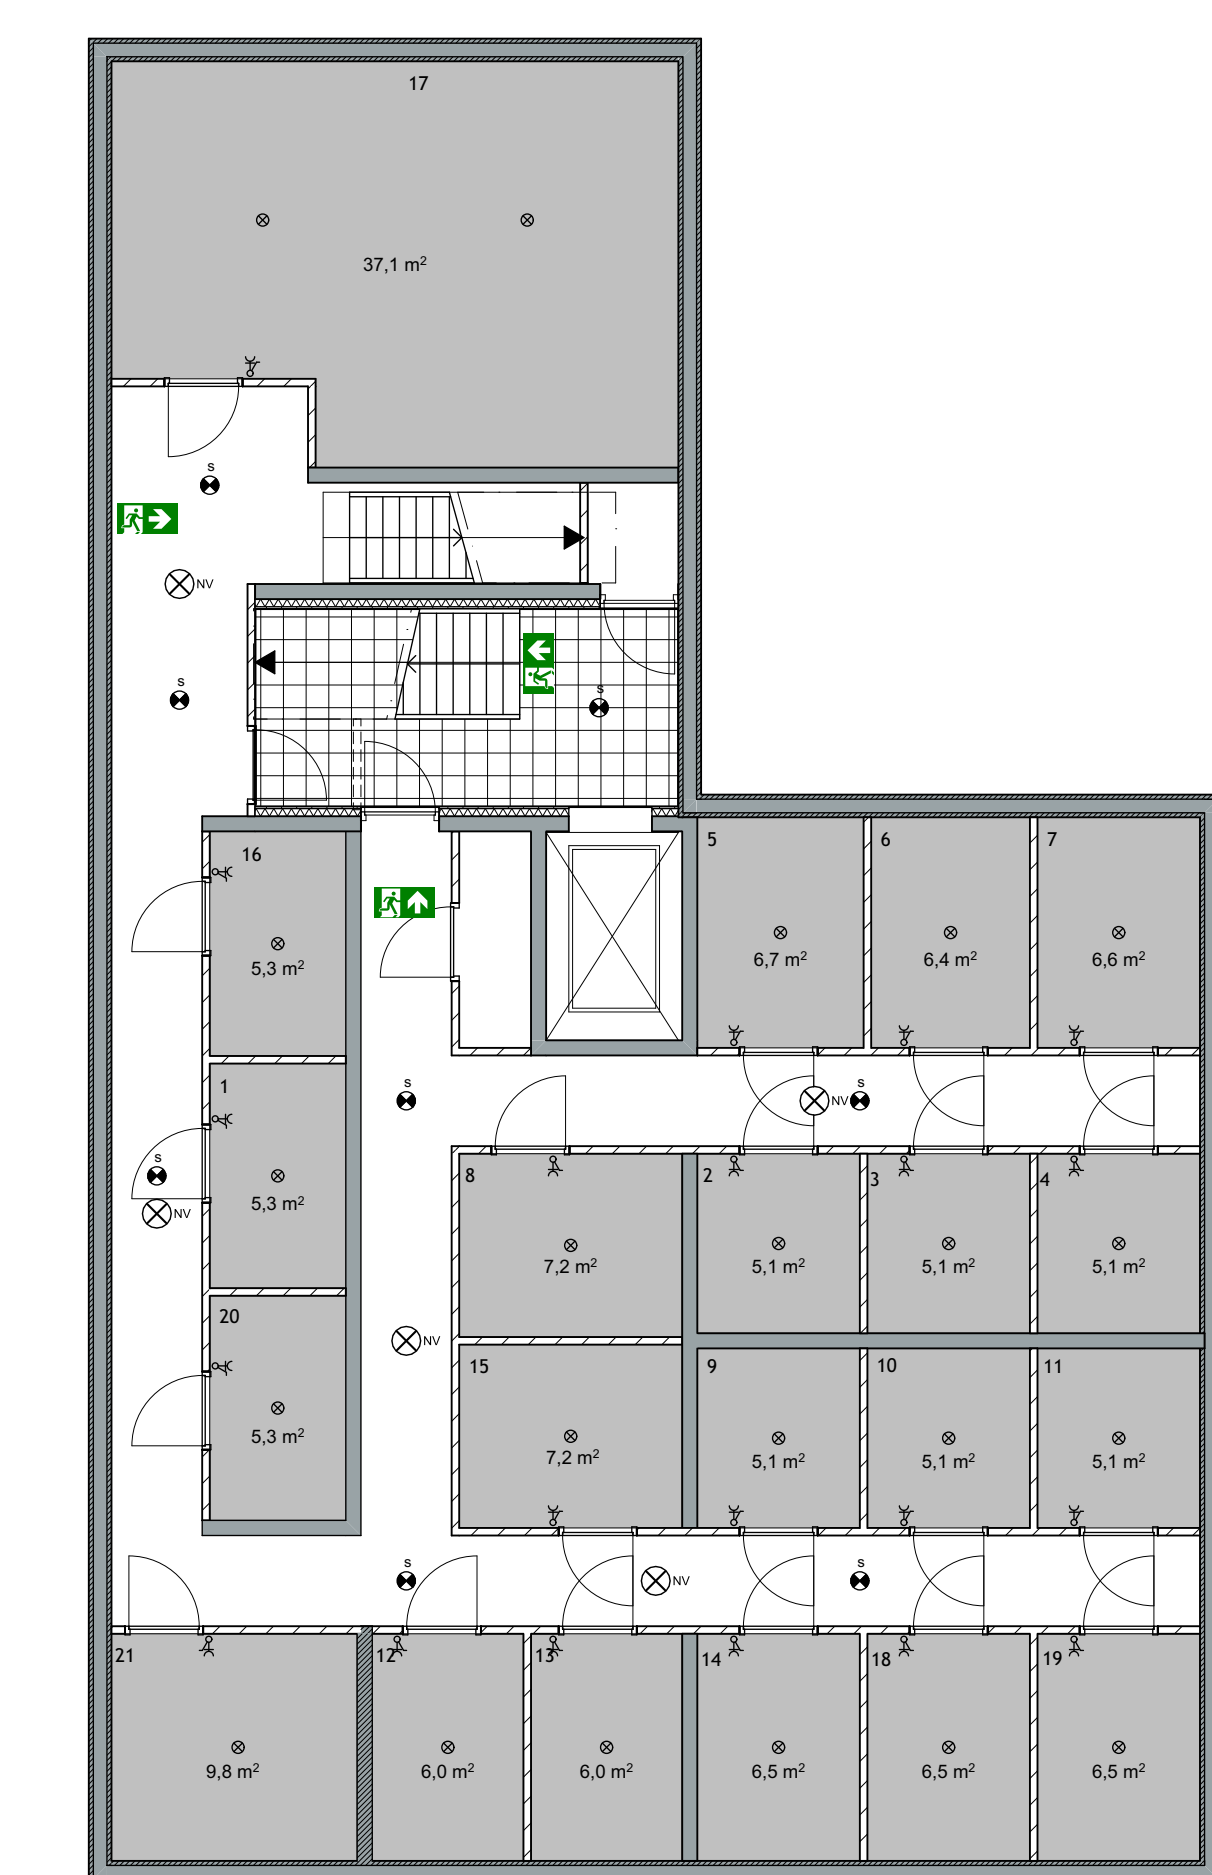 17
37,1 m²
s
NV
s
s
16
5,3 m²
5
6
7
6,7 m²
6,4 m²
6,6 m²
1
5,3 m²
s
s
NV
s
NV
8
7,2 m²
2
3
4
5,1 m²
5,1 m²
5,1 m²
20
5,3 m²
NV
15
7,2 m²
9
10
11
5,1 m²
5,1 m²
5,1 m²
s
NV
s
21
12
13
14
18
19
9,8 m²
6,0 m²
6,0 m²
6,5 m²
6,5 m²
6,5 m²